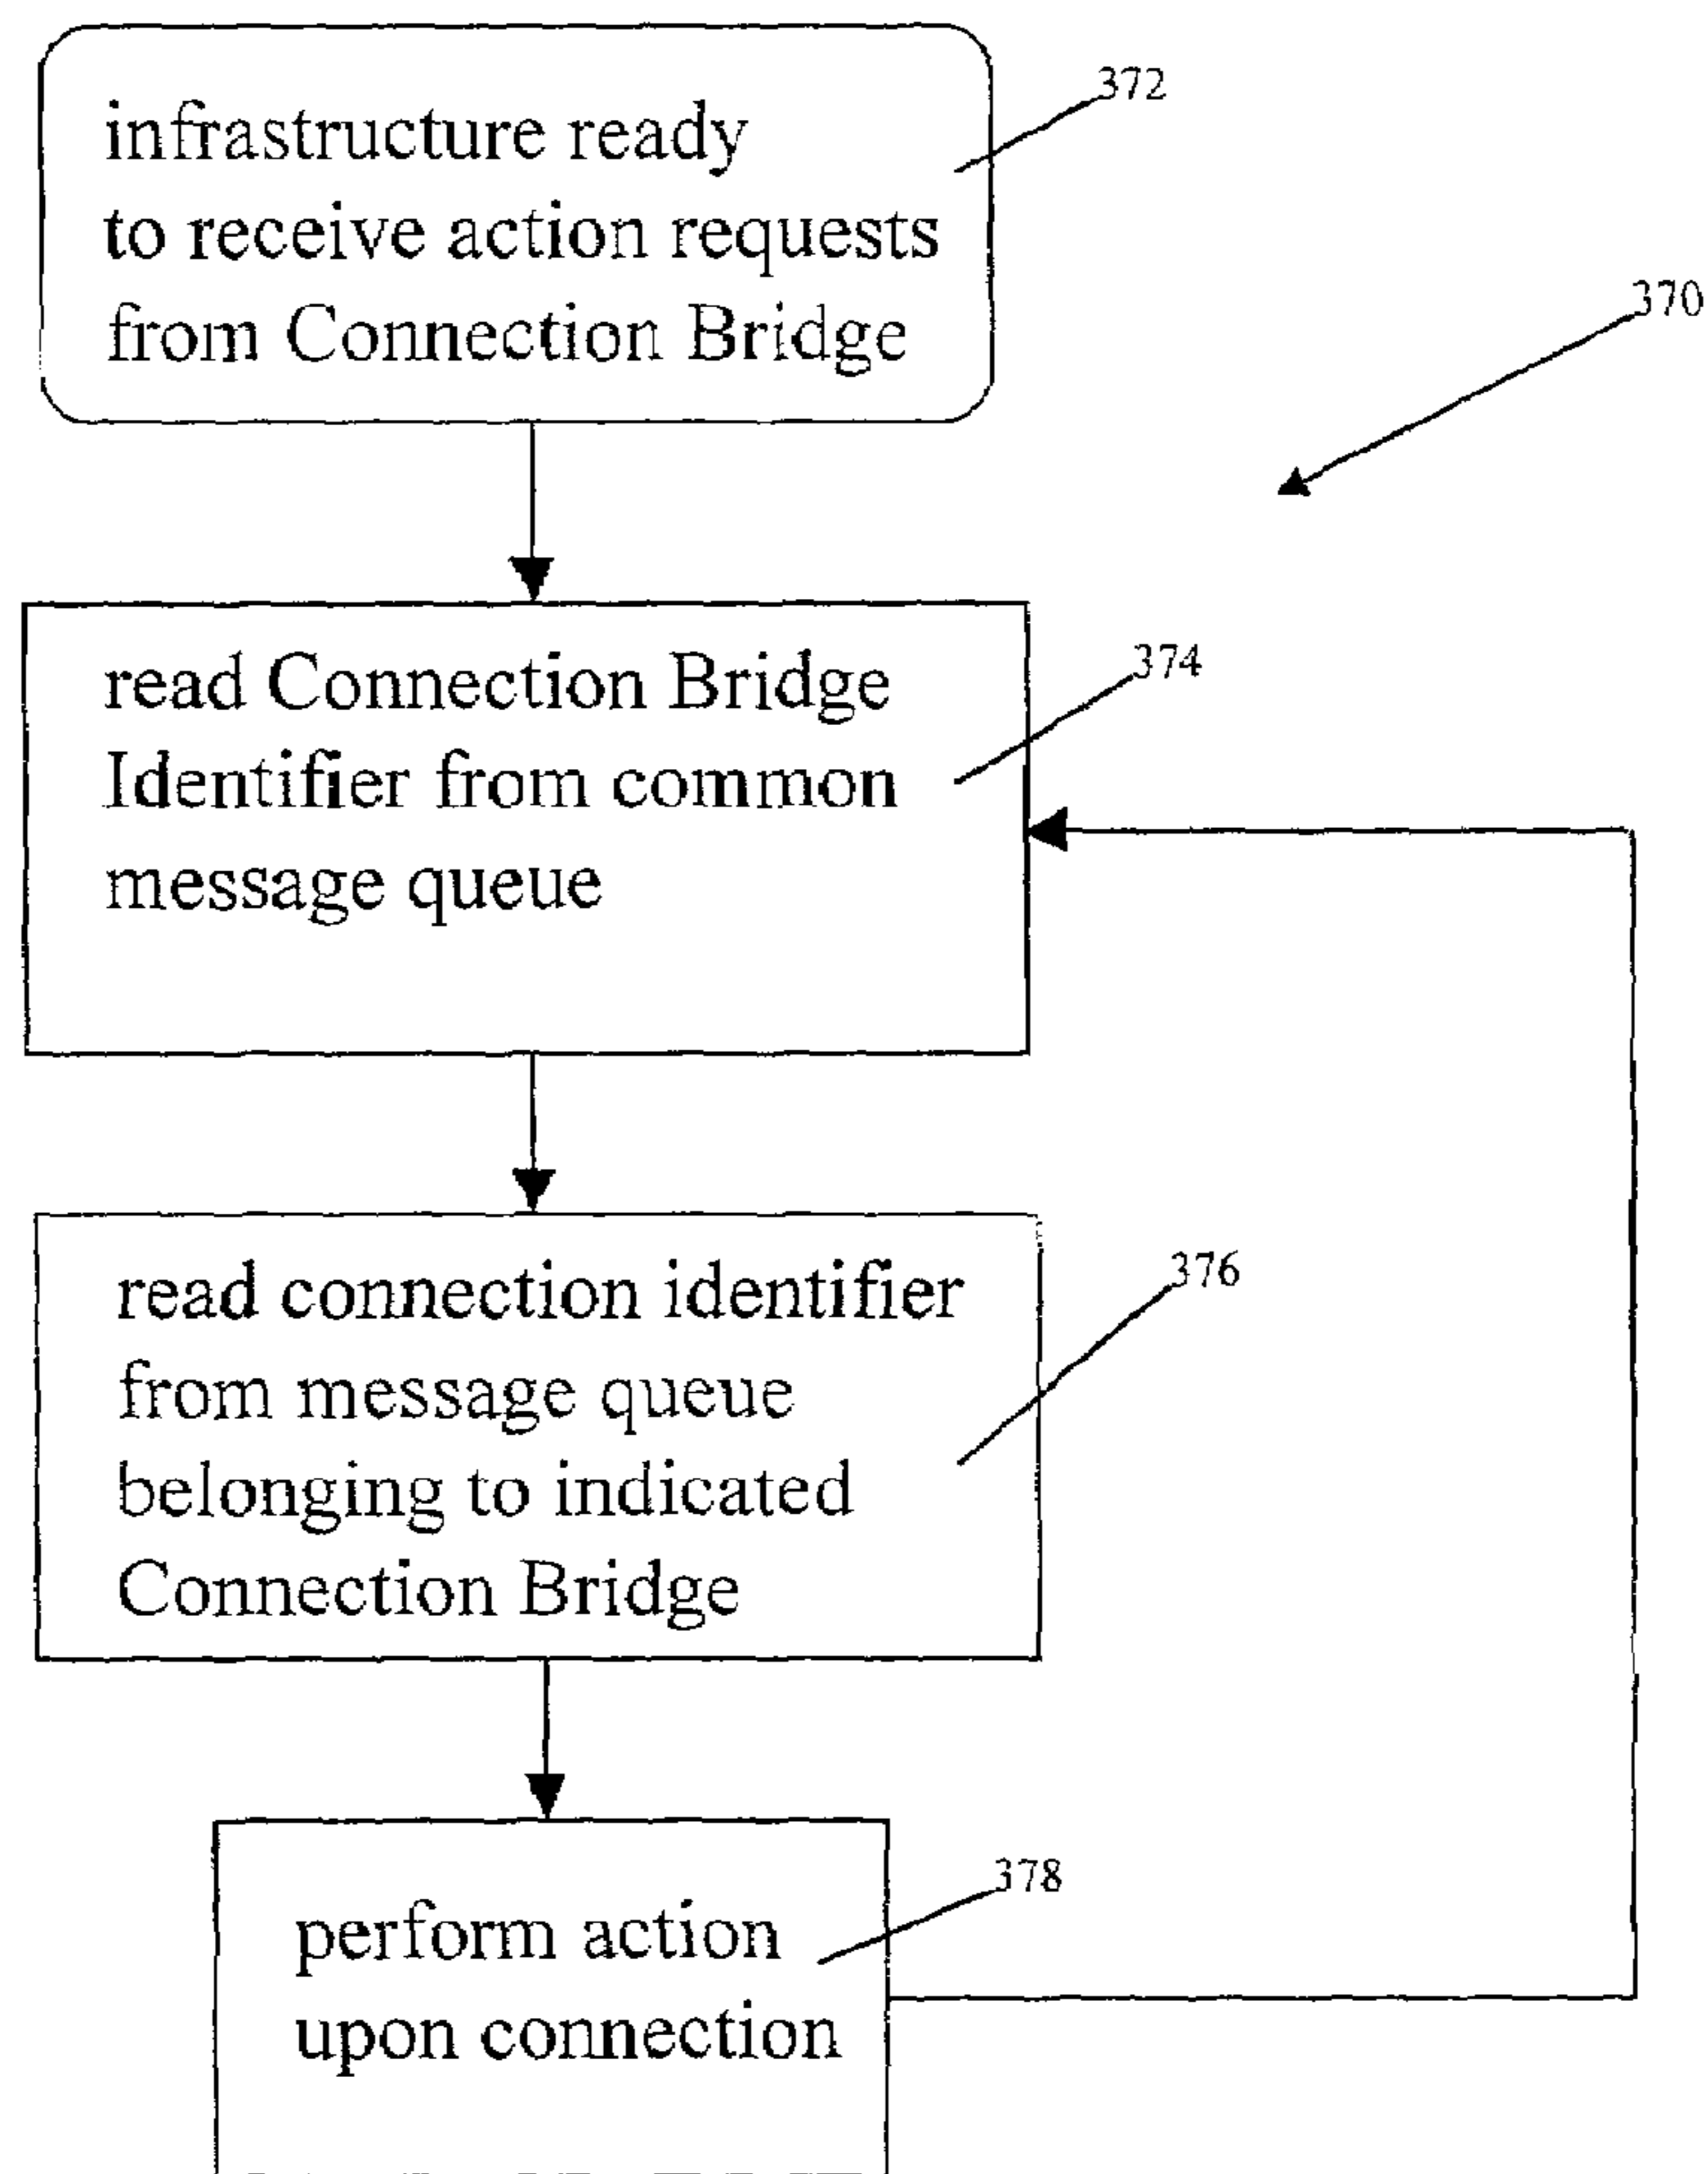 infrastructure ready
to receive action requests
from Connection Bridge
372
370
read Connection Bridge
Identifier from common
message queue
374
read connection identifier
from message queue
belonging to indicated
Connection Bridge
376
perform action
upon connection
378